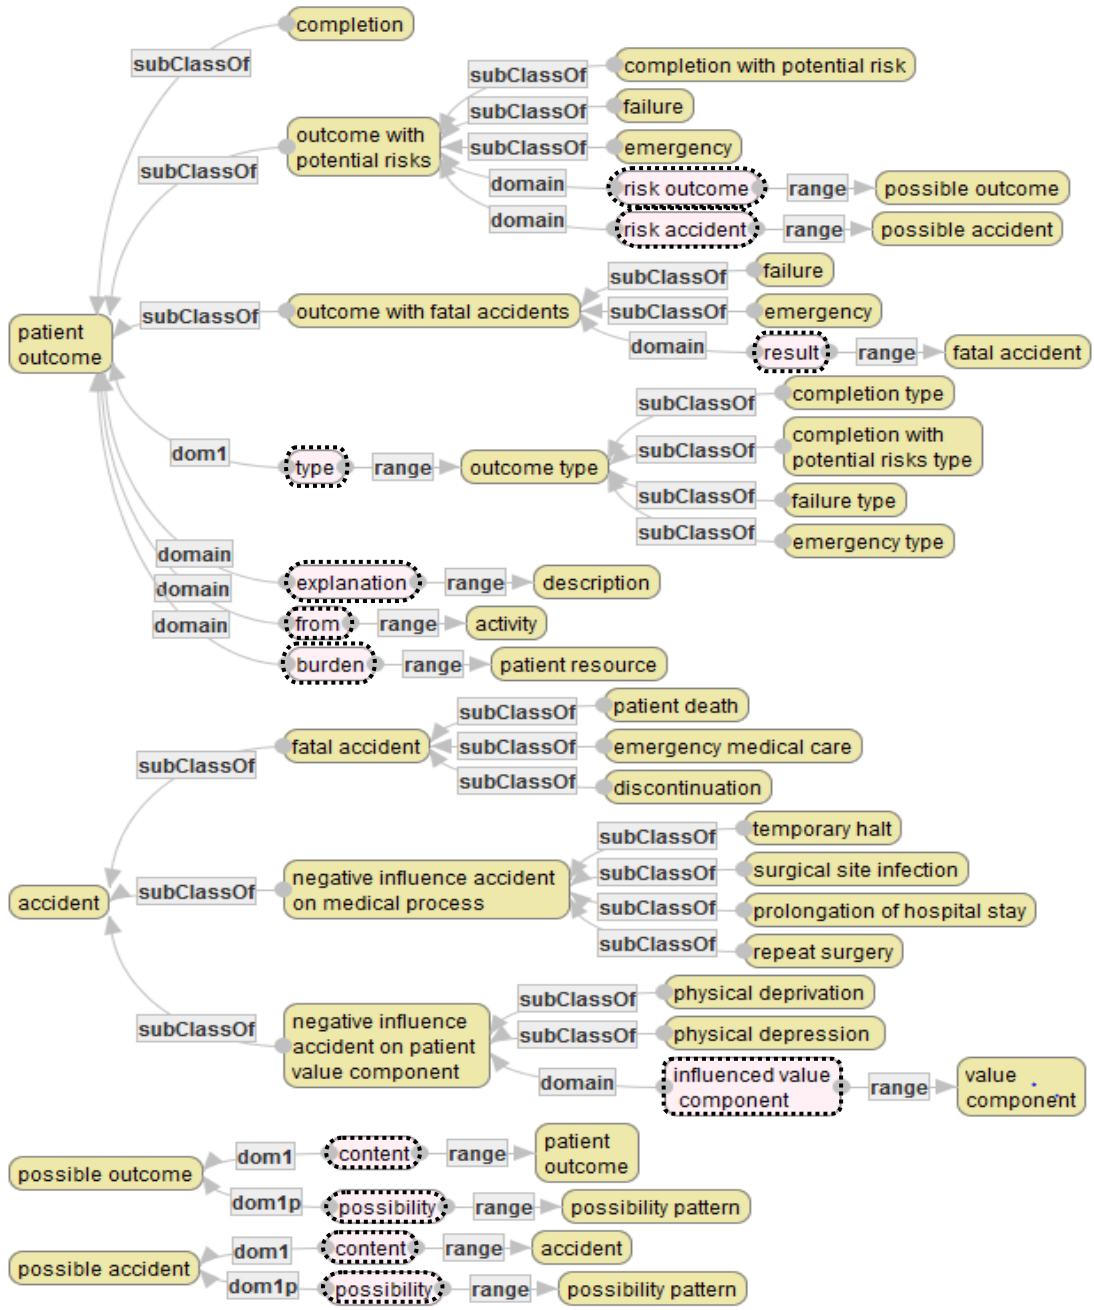 completion
subClassOf
subClassOf
completion with potential risk
subClassOf
failure
outcome with
potential risks
subClassOf
emergency
subClassOf
domain
risk outcome
range
possible outcome
domain
risk accident
range
possible accident
subClassOf
failure
subClassOf
outcome with fatal accidents
subClassOf
emergency
patient
outcome
domain
result
range
fatal accident
subClassOf
completion type
dom1
type
range
outcome type
subClassOf
completion with
potential risks type
subClassOf
failure type
subClassOf
emergency type
domain
explanation
range
description
domain
from
range
activity
domain
burden
range
patient resource
subClassOf
patient death
fatal accident
subClassOf
emergency medical care
subClassOf
subClassOf
discontinuation
subClassOf
temporary halt
accident
subClassOf
negative influence accident
on medical process
subClassOf
surgical site infection
subClassOf
prolongation of hospital stay
subClassOf
repeat surgery
subClassOf
physical deprivation
subClassOf
negative influence
accident on patient
value component
subClassOf
physical depression
domain
influenced value
component
range
value
component
possible outcome
dom1
content
range
patient
outcome
dom1p
possibility
range
possibility pattern
possible accident
dom1
content
range
accident
dom1p
possibility
range
possibility pattern